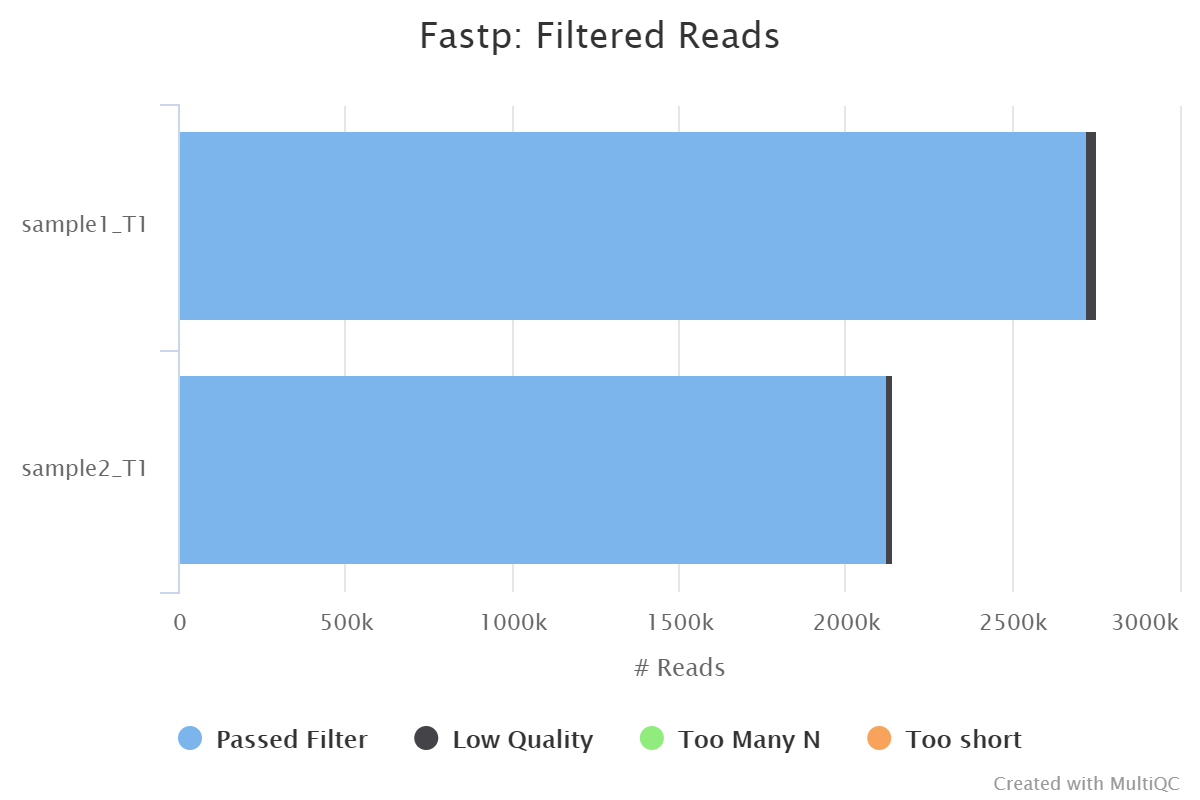 Fastp: Filtered Reads
sample1_T1
sample2_T1
0 500k 1000k 1500k 2000k 2500k 3000k
# Reads
Passed Filter Low Quality Too Many N Too short
Created with MultiQC